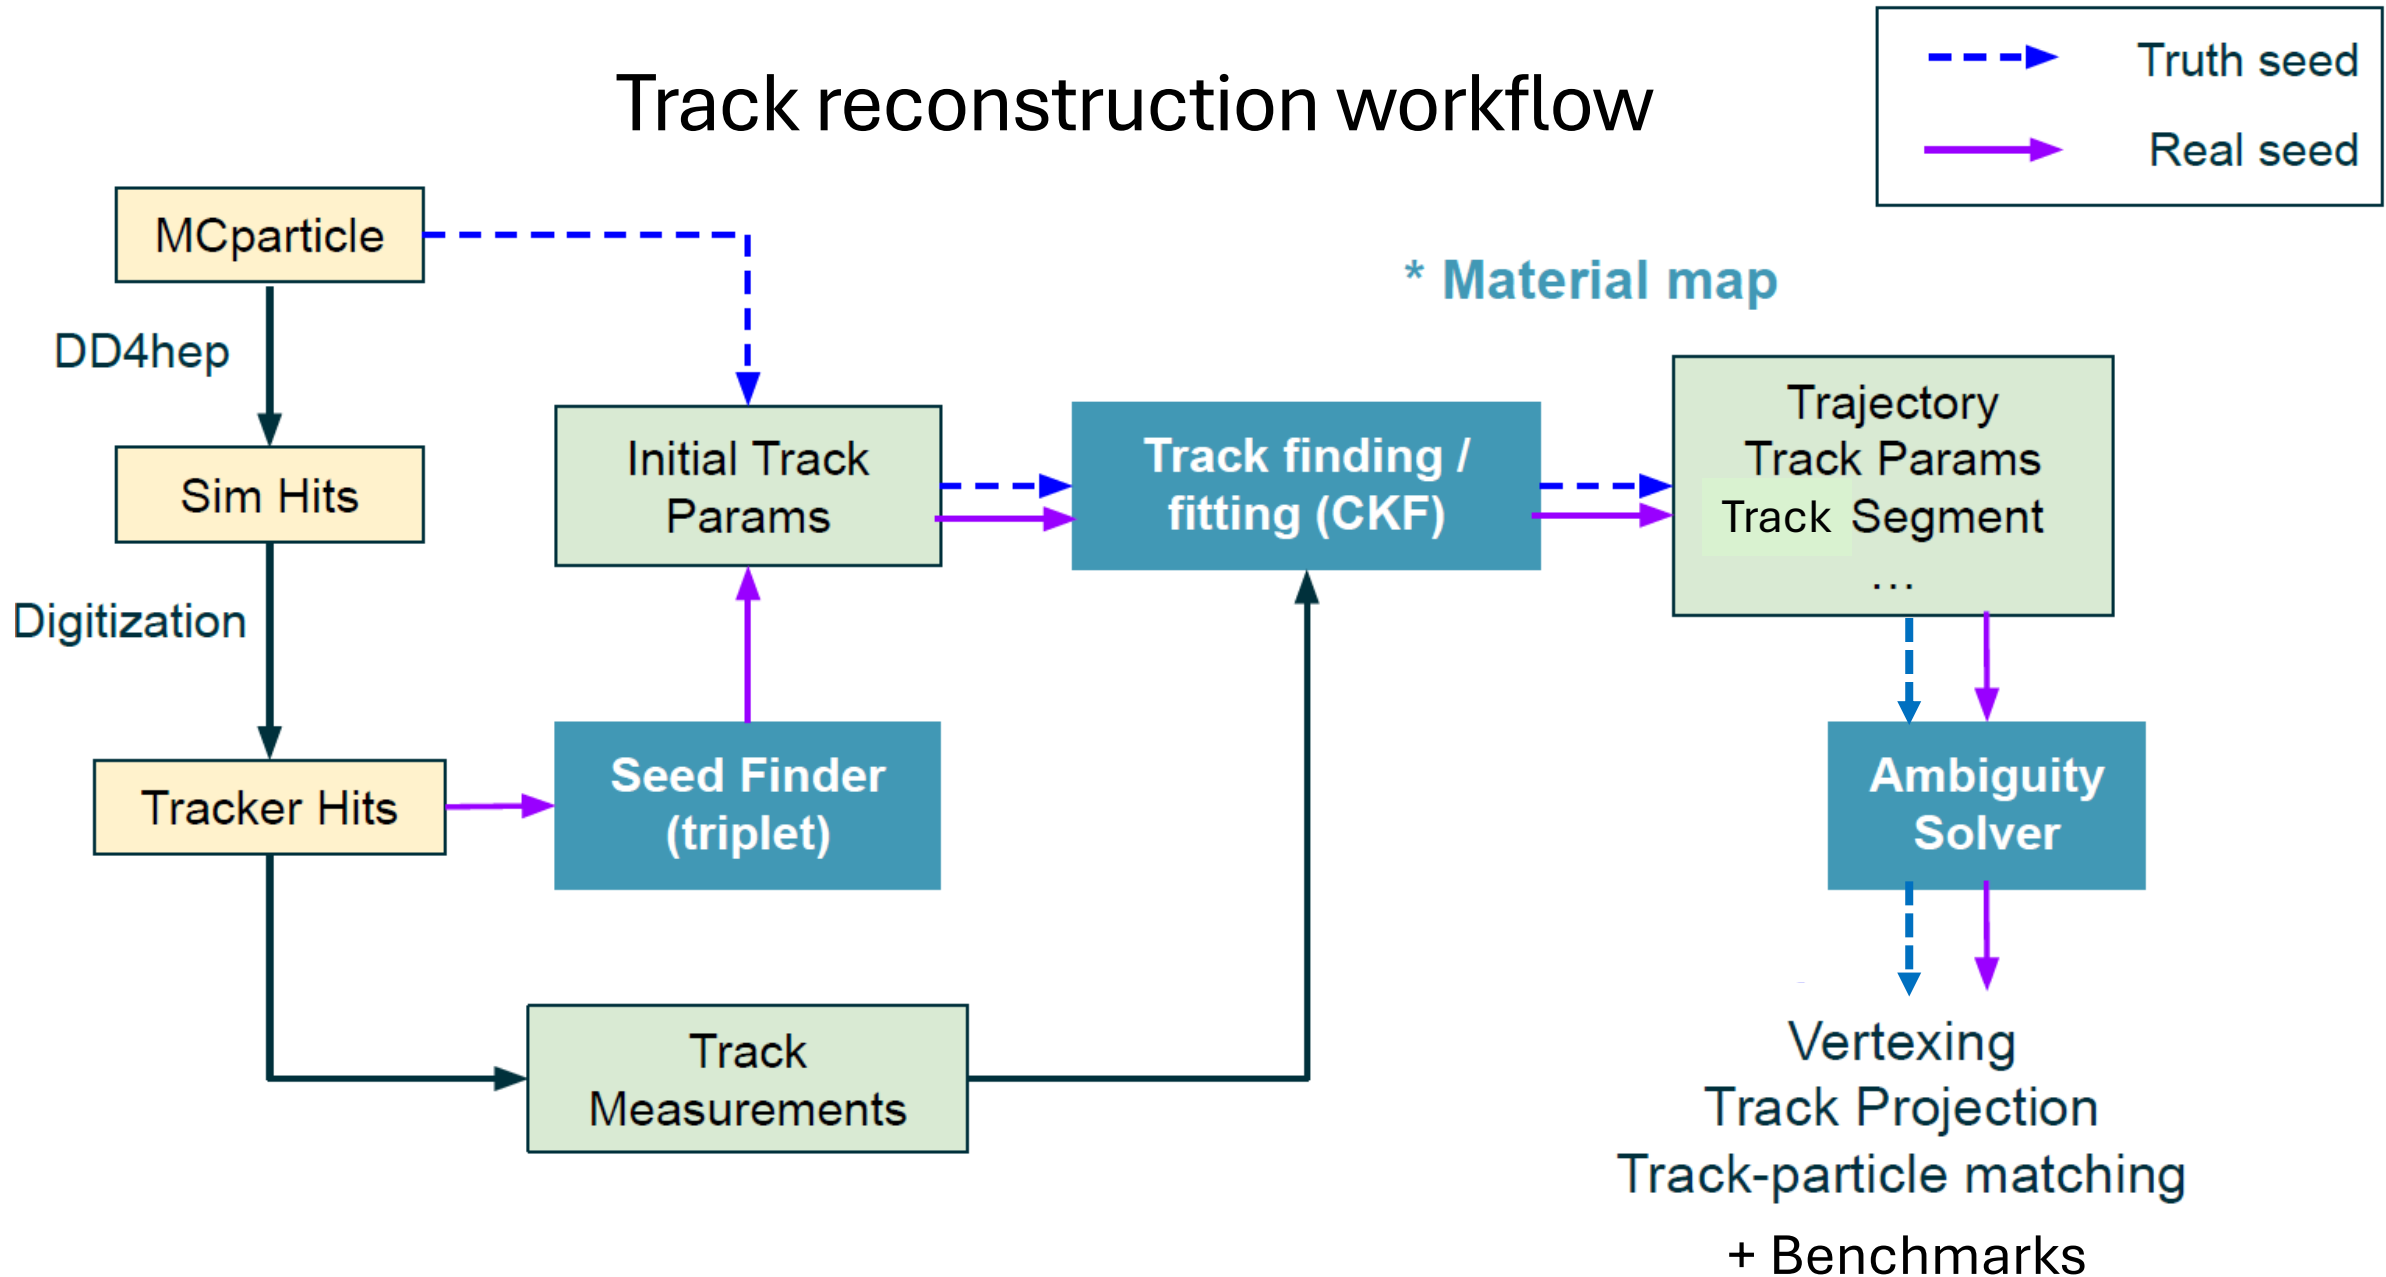 Track reconstruction workflow
Truth seed
Real seed
MCparticle
* Material map
DD4hep
Sim Hits
Initial Track
Params
Track finding /
fitting (CKF)
Trajectory
Track Params
Track Segment
...
Digitization
Tracker Hits
Seed Finder
(triplet)
Ambiguity
Solver
Track
Measurements
Vertexing
Track Projection
Track-particle matching
+ Benchmarks